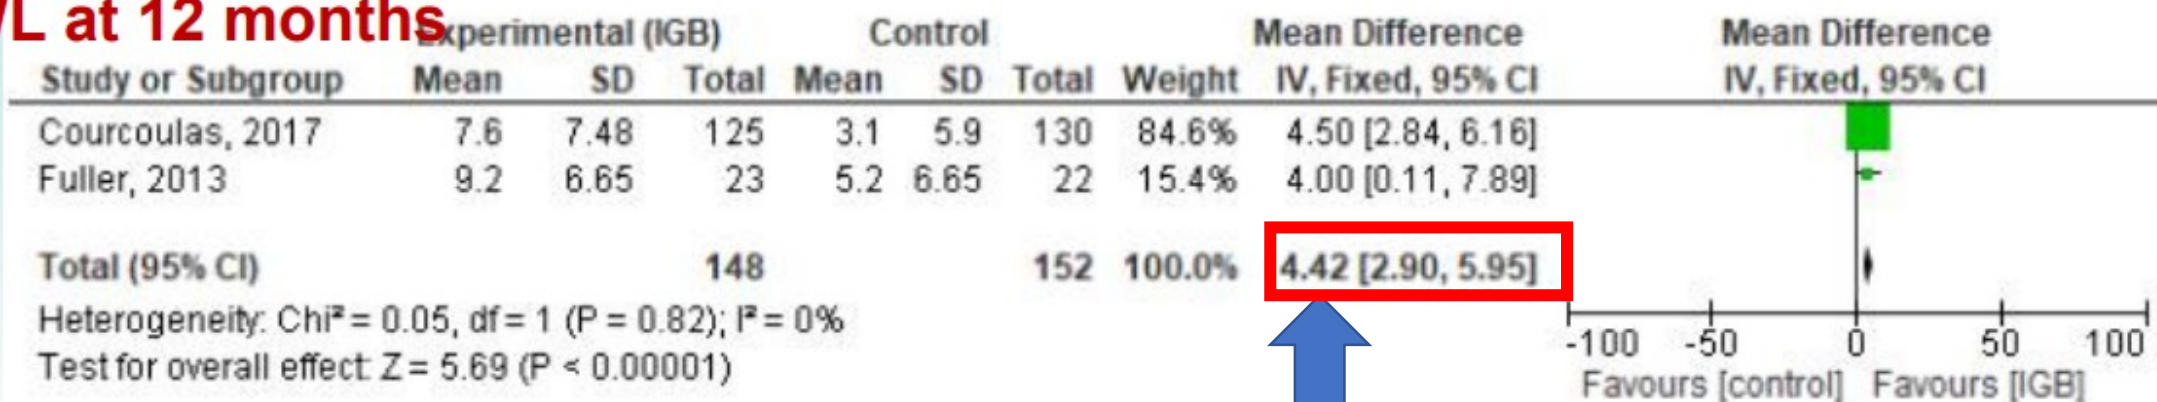 L at 12 months
Experimental (IGB) Control Mean Difference Mean Difference
Study or Subgroup Mean SD Total Mean SD Total Weight IV, Fixed, 95% CI IV, Fixed, 95% CI
Courcoulas, 2017 7.6 7.48 125 3.1 5.9 130 84.6% 4.50 [2.84, 6.16]
Fuller, 2013 9.2 6.65 23 5.2 6.65 22 15.4% 4.00 [0.11, 7.89]
Total (95% CI) 148 152 100.0% 4.42 [2.90, 5.95]
Heterogeneity: Chi² = 0.05, df = 1 (P = 0.82); I² = 0%
Test for overall effect: Z = 5.69 (P < 0.00001)
-100 -50 0 50 100
Favours [control] Favours [IGB]